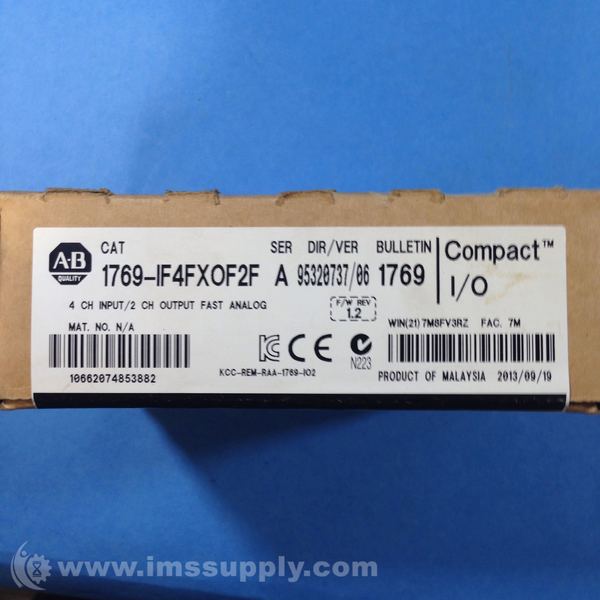 A-B
QUALITY
CAT SER DIR/VER BULLETIN
1769-IF4FXOF2F A 95320737/06 1769
4 CH INPUT/2 CH OUTPUT FAST ANALOG
F/W REV
1.2
Compact™
I/O
MAT. NO. N/A
WIN(21) 7M8FV3RZ FAC. 7M
10662074853882
KCC-REM-RAA-1769-IO2
CE
N223
PRODUCT OF MALAYSIA 2013/09/19
www.imssupply.com